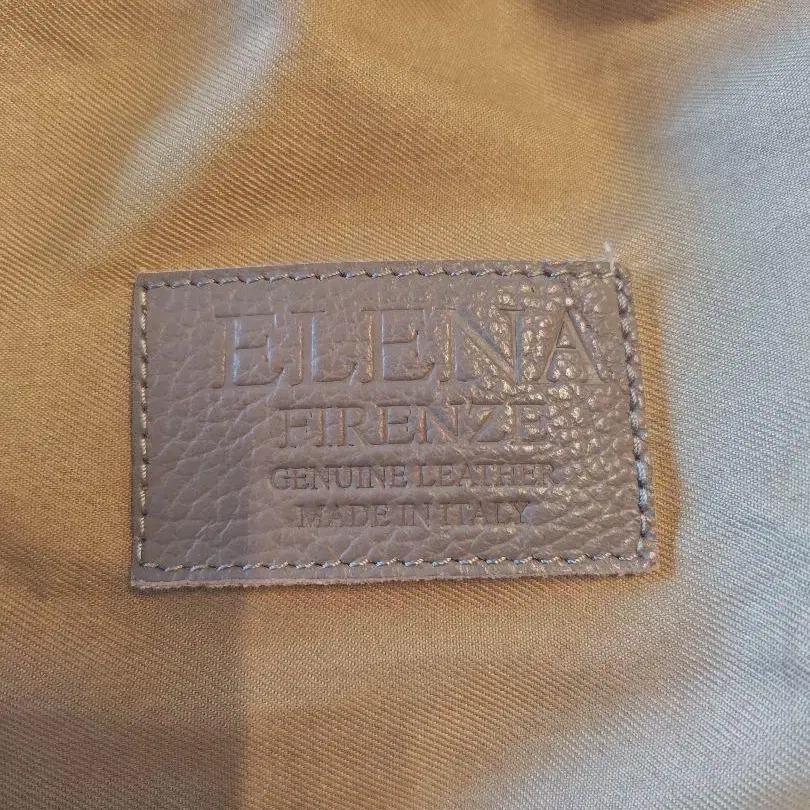 ELENA
FIRENZE
GENUINE LEATHER
MADE IN ITALY